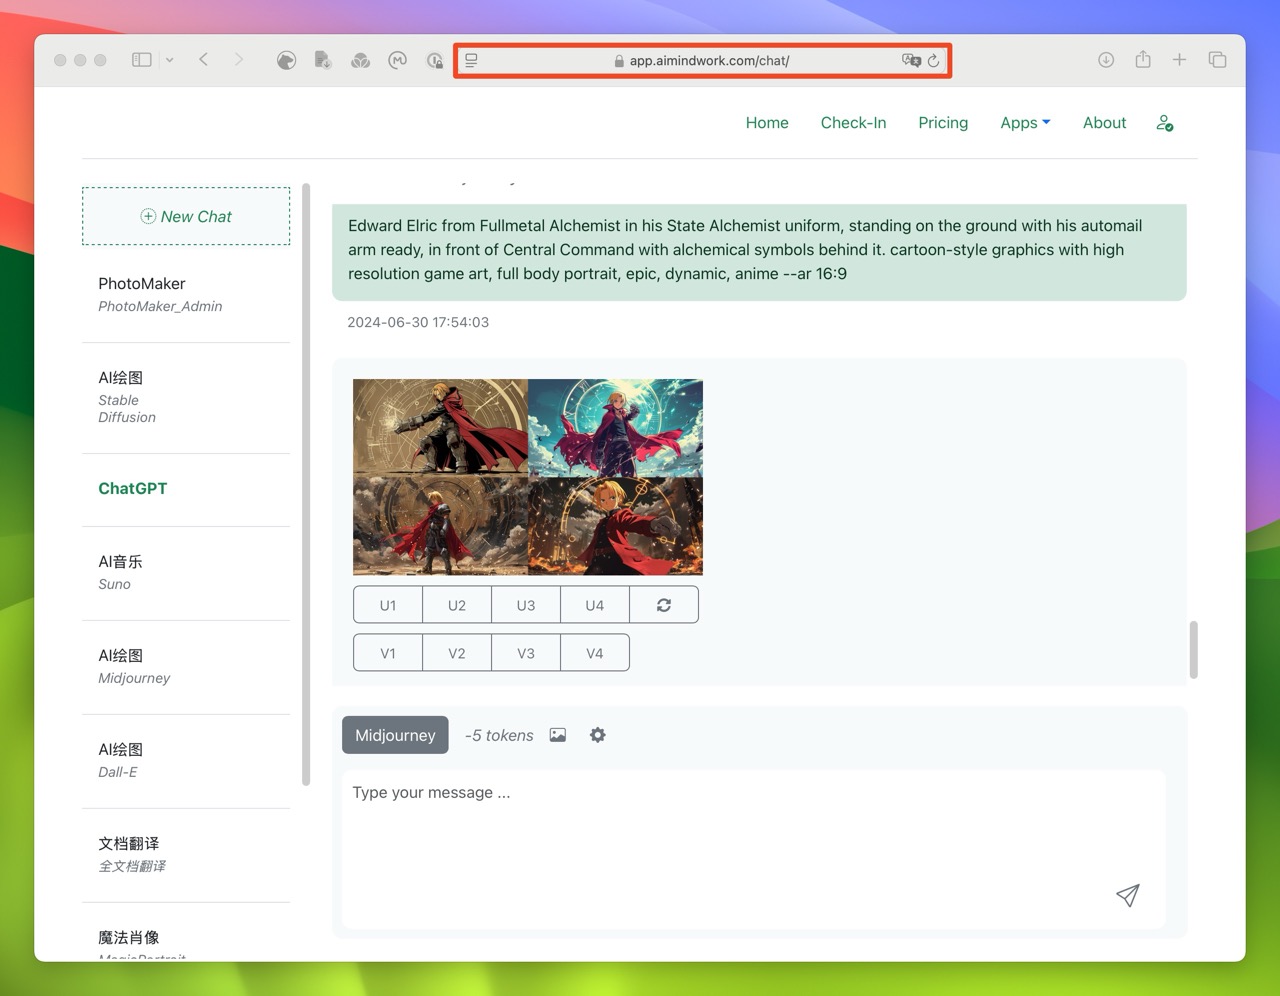 app.aimindwork.com/chat/
Home Check-In Pricing Apps About
New Chat
PhotoMaker
PhotoMaker_Admin
AI绘图
Stable
Diffusion
ChatGPT
AI音乐
Suno
AI绘图
Midjourney
AI绘图
Dall-E
文档翻译
全文档翻译
魔法肖像
MagicPortrait
Edward Elric from Fullmetal Alchemist in his State Alchemist uniform, standing on the ground with his automail
arm ready, in front of Central Command with alchemical symbols behind it. cartoon-style graphics with high
resolution game art, full body portrait, epic, dynamic, anime --ar 16:9
2024-06-30 17:54:03
U1 U2 U3 U4
V1 V2 V3 V4
Midjourney -5 tokens
Type your message ...